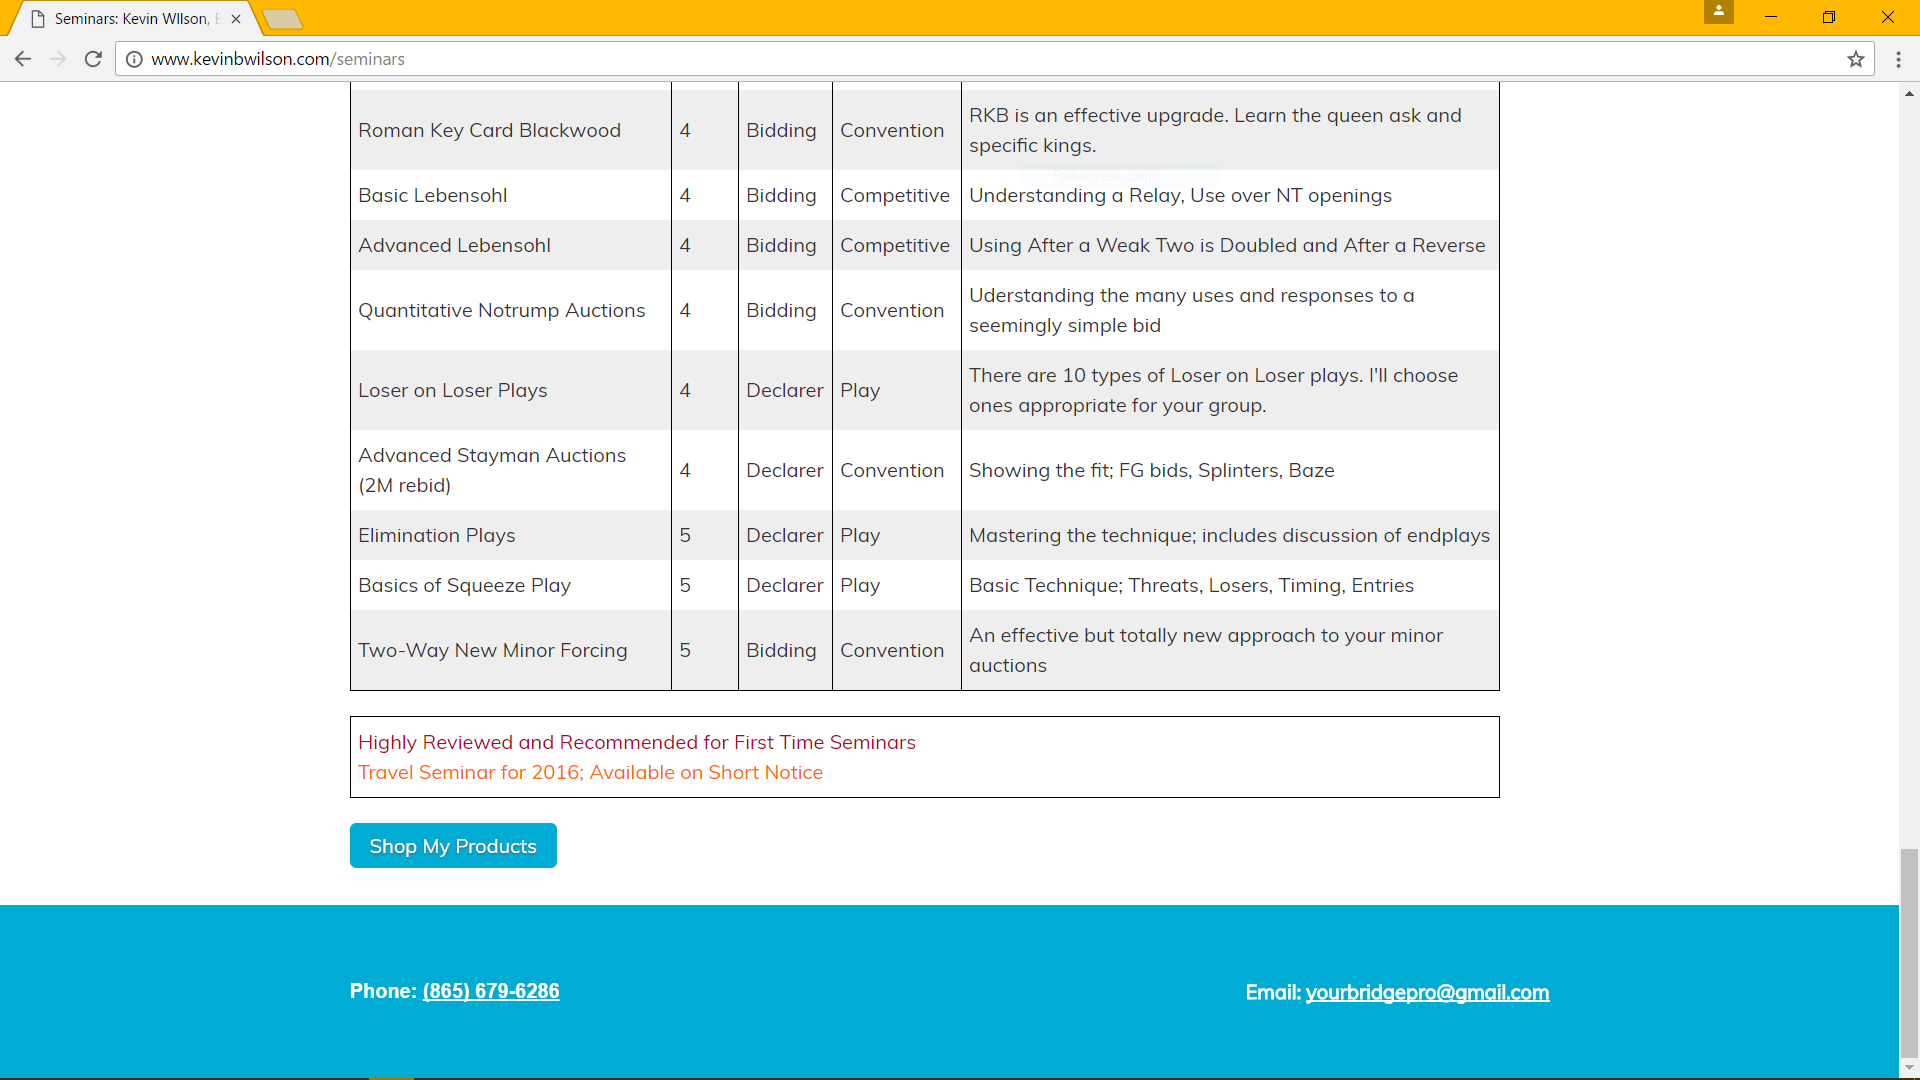 Seminars: Kevin WIlson,
www.kevinbwilson.com/seminars
Roman Key Card Blackwood 4 Bidding Convention RKB is an effective upgrade. Learn the queen ask and
specific kings.
Basic Lebensohl 4 Bidding Competitive Understanding a Relay, Use over NT openings
Advanced Lebensohl 4 Bidding Competitive Using After a Weak Two is Doubled and After a Reverse
Quantitative Notrump Auctions 4 Bidding Convention Uderstanding the many uses and responses to a
seemingly simple bid
Loser on Loser Plays 4 Declarer Play There are 10 types of Loser on Loser plays. I'll choose
ones appropriate for your group.
Advanced Stayman Auctions
(2M rebid) 4 Declarer Convention Showing the fit; FG bids, Splinters, Baze
Elimination Plays 5 Declarer Play Mastering the technique; includes discussion of endplays
Basics of Squeeze Play 5 Declarer Play Basic Technique; Threats, Losers, Timing, Entries
Two-Way New Minor Forcing 5 Bidding Convention An effective but totally new approach to your minor
auctions
Highly Reviewed and Recommended for First Time Seminars
Travel Seminar for 2016; Available on Short Notice
Shop My Products
Phone: (865) 679-6286
Email: yourbridgepro@gmail.com